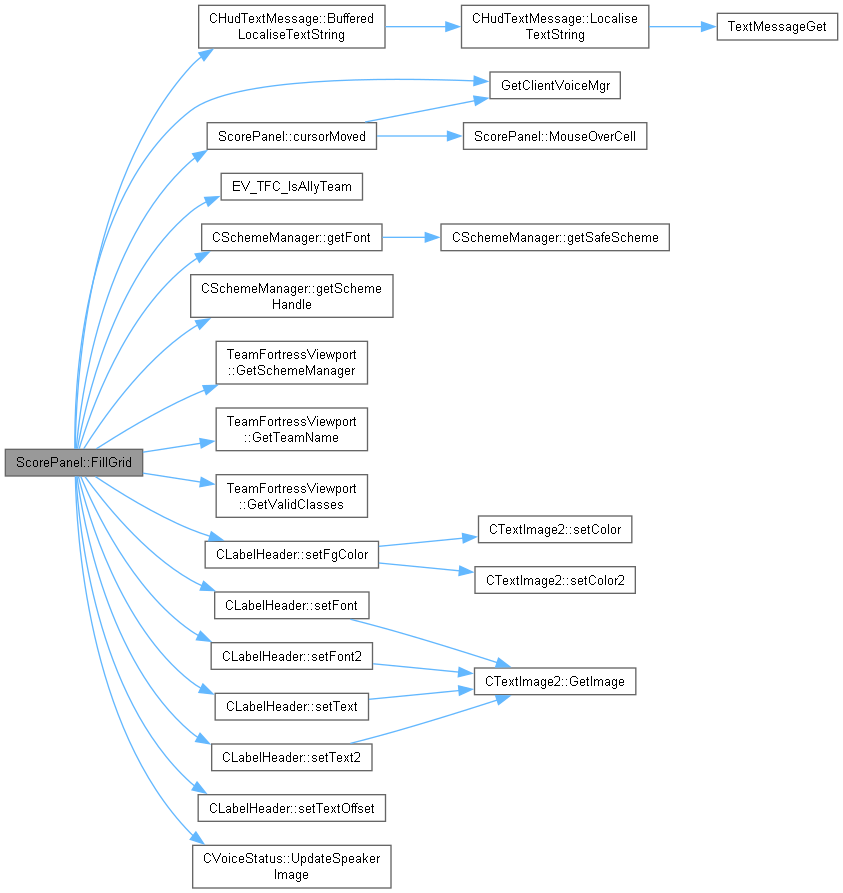 CHudTextMessage::Buffered
LocaliseTextString
CHudTextMessage::Localise
TextString
TextMessageGet
GetClientVoiceMgr
ScorePanel::cursorMoved
ScorePanel::MouseOverCell
EV_TFC_IsAllyTeam
CSchemeManager::getFont
CSchemeManager::getSafeScheme
CSchemeManager::getScheme
Handle
TeamFortressViewport
::GetSchemeManager
TeamFortressViewport
::GetTeamName
ScorePanel::FillGrid
TeamFortressViewport
::GetValidClasses
CLabelHeader::setFgColor
CTextImage2::setColor
CTextImage2::setColor2
CLabelHeader::setFont
CLabelHeader::setFont2
CTextImage2::GetImage
CLabelHeader::setText
CLabelHeader::setText2
CLabelHeader::setTextOffset
CVoiceStatus::UpdateSpeaker
Image